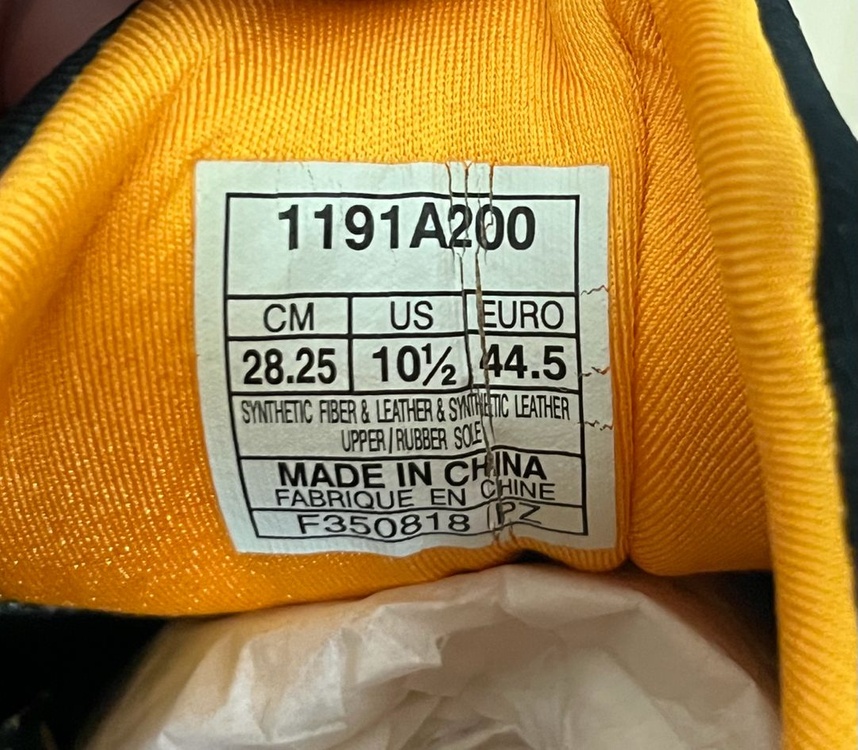 1191A200
CM US EURO
28.25 10½ 44.5
SYNTHETIC FIBER & LEATHER & SYNTHETIC LEATHER
UPPER/RUBBER SOLE
MADE IN CHINA
FABRIQUE EN CHINE
F350818 PZ